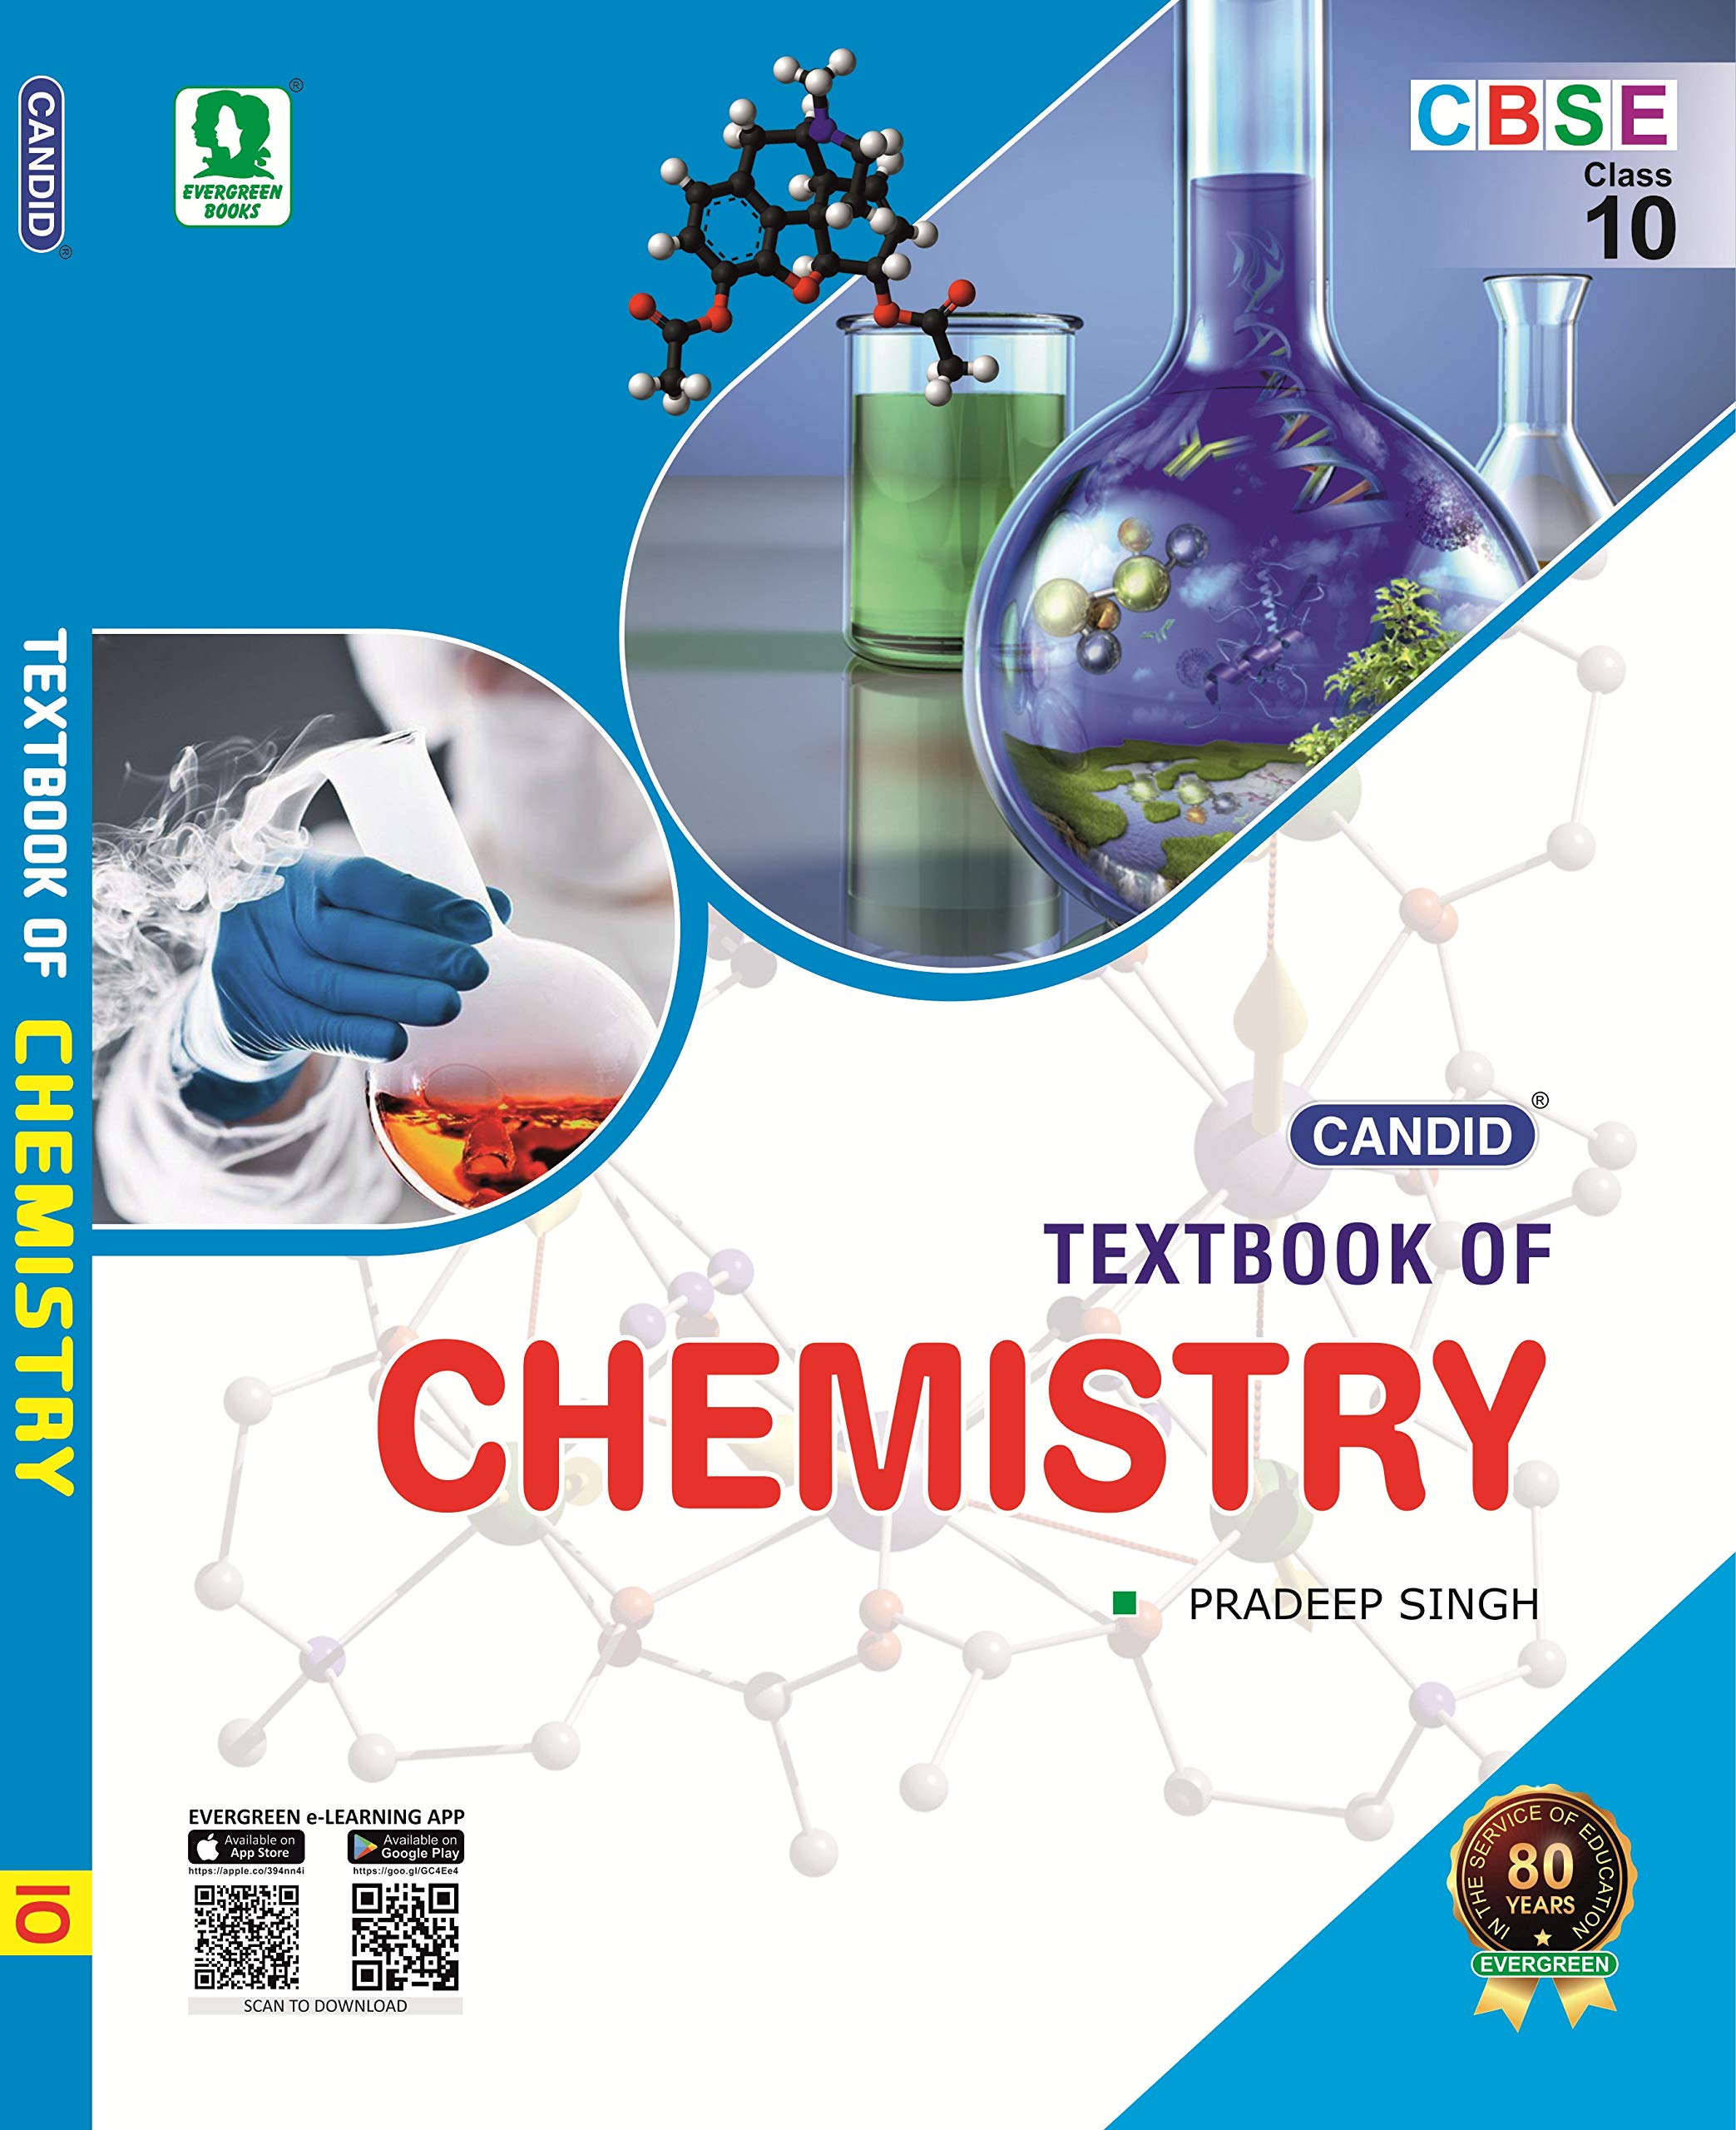 CANDID
®
TEXTBOOK OF CHEMISTRY
10
®
EVERGREEN
BOOKS
CBSE
Class
10
CANDID
®
TEXTBOOK OF
CHEMISTRY
PRADEEP SINGH
EVERGREEN e-LEARNING APP
Available on
App Store
https://apple.co/394nn4i
Available on
Google Play
https://goo.gl/GC4Ee4
SCAN TO DOWNLOAD
IN THE SERVICE OF EDUCATION
80
YEARS
EVERGREEN